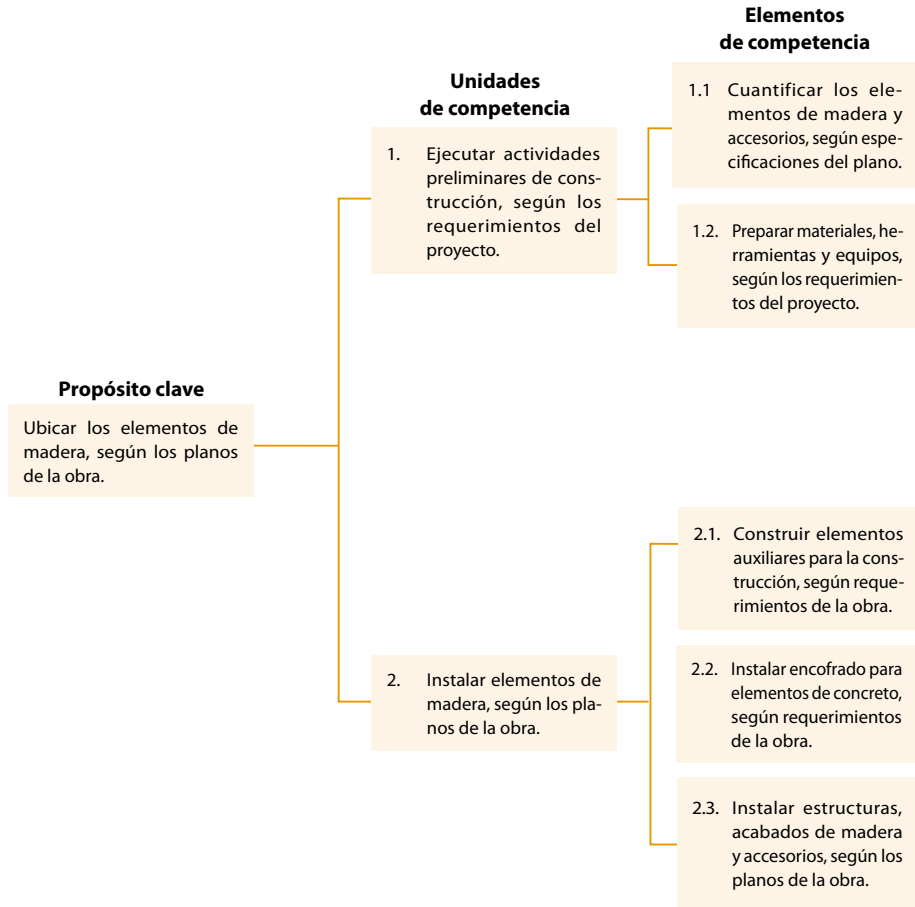 Elementos
de competencia
Unidades
de competencia
1.1 Cuantificar los ele-
mentos de madera y
accesorios, según espe-
cificaciones del plano.
1. Ejecutar actividades
preliminares de cons-
trucción, según los
requerimientos del
proyecto.
1.2. Preparar materiales, he-
rramientas y equipos,
según los requerimien-
tos del proyecto.
Propósito clave
Ubicar los elementos de
madera, según los planos
de la obra.
2.1. Construir elementos
auxiliares para la cons-
trucción, según reque-
rimientos de la obra.
2. Instalar elementos de
madera, según los pla-
nos de la obra.
2.2. Instalar encofrado para
elementos de concreto,
según requerimientos
de la obra.
2.3. Instalar estructuras,
acabados de madera
y accesorios, según los
planos de la obra.